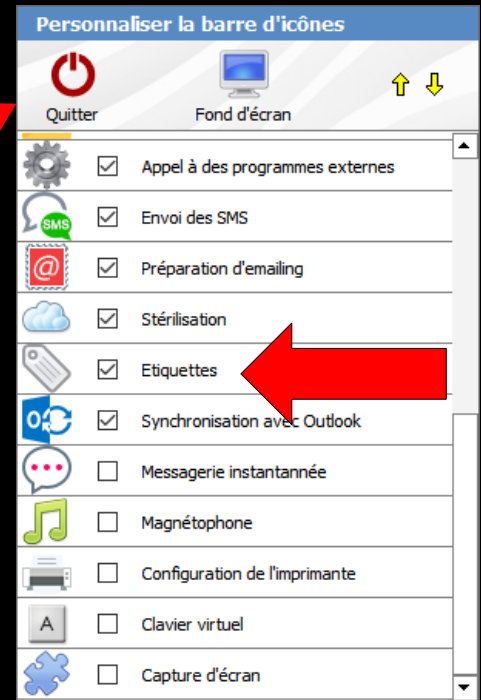 Personnaliser la barre d'icônes
Quitter
Fond d'écran
Appel à des programmes externes
SMS
Envoi des SMS
@
Préparation d'emailing
Stérilisation
Etiquettes
O
Synchronisation avec Outlook
Messagerie instantannée
Magnétophone
Configuration de l'imprimante
A
Clavier virtuel
Capture d'écran